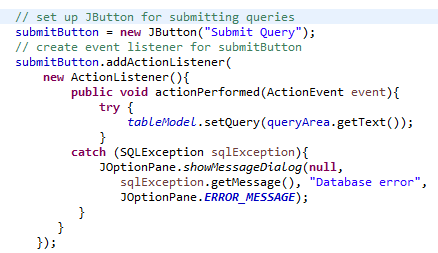 // set up JButton for submitting queries
submitButton = new JButton("Submit Query");
// create event listener for submitButton
submitButton.addActionListener(
new ActionListener(){
public void actionPerformed(ActionEvent event){
try {
tableModel.setQuery(queryArea.getText());
}
catch (SQLException sqlException){
JOptionPane.showMessageDialog(null,
sqlException.getMessage(), "Database error",
JOptionPane.ERROR_MESSAGE);
}
}
});